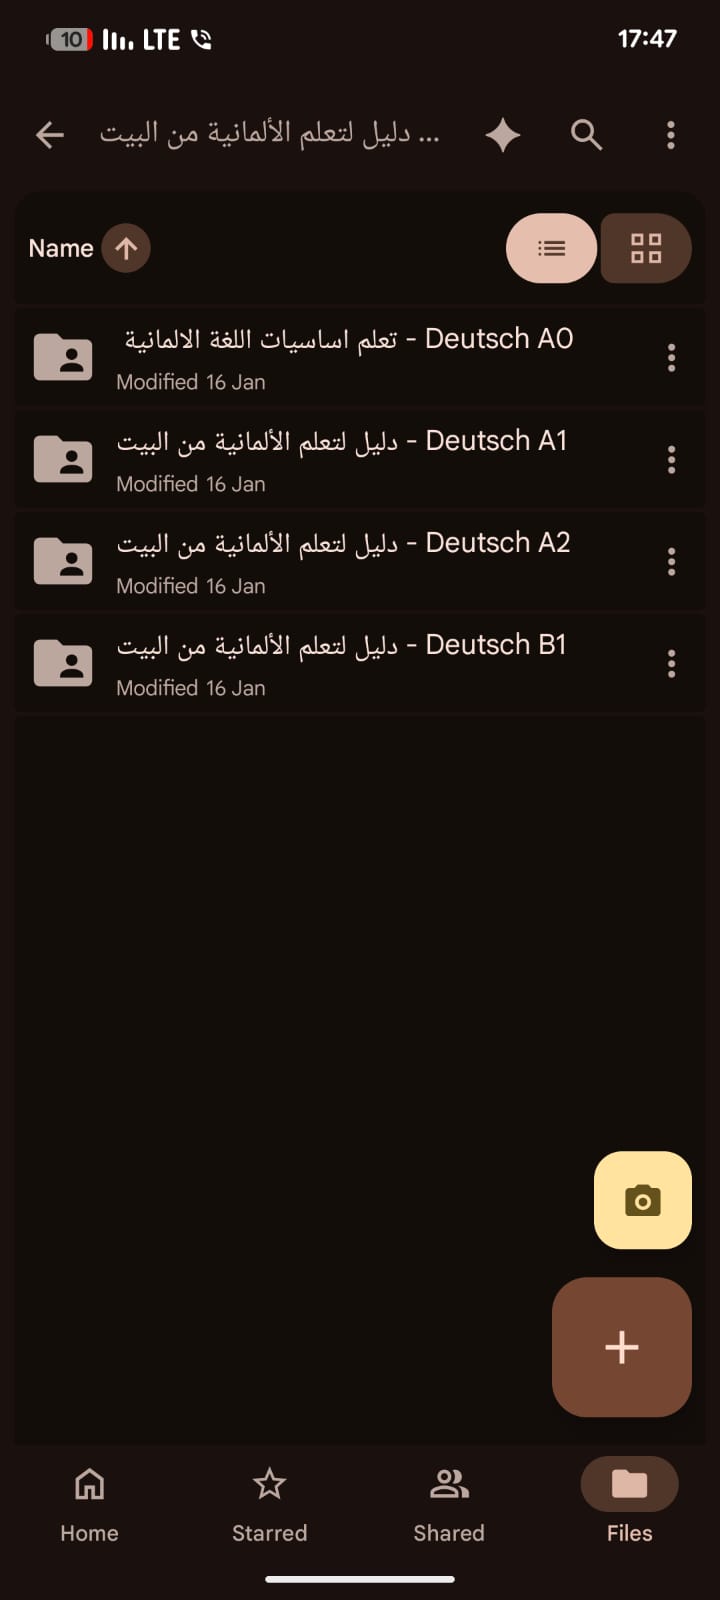 10 LTE 17:47
دليل لتعلم الألمانية من البيت ...
Name
Deutsch A0 - تعلم اساسيات اللغة الالمانية
Modified 16 Jan
Deutsch A1 - دليل لتعلم الألمانية من البيت
Modified 16 Jan
Deutsch A2 - دليل لتعلم الألمانية من البيت
Modified 16 Jan
Deutsch B1 - دليل لتعلم الألمانية من البيت
Modified 16 Jan
Home Starred Shared Files